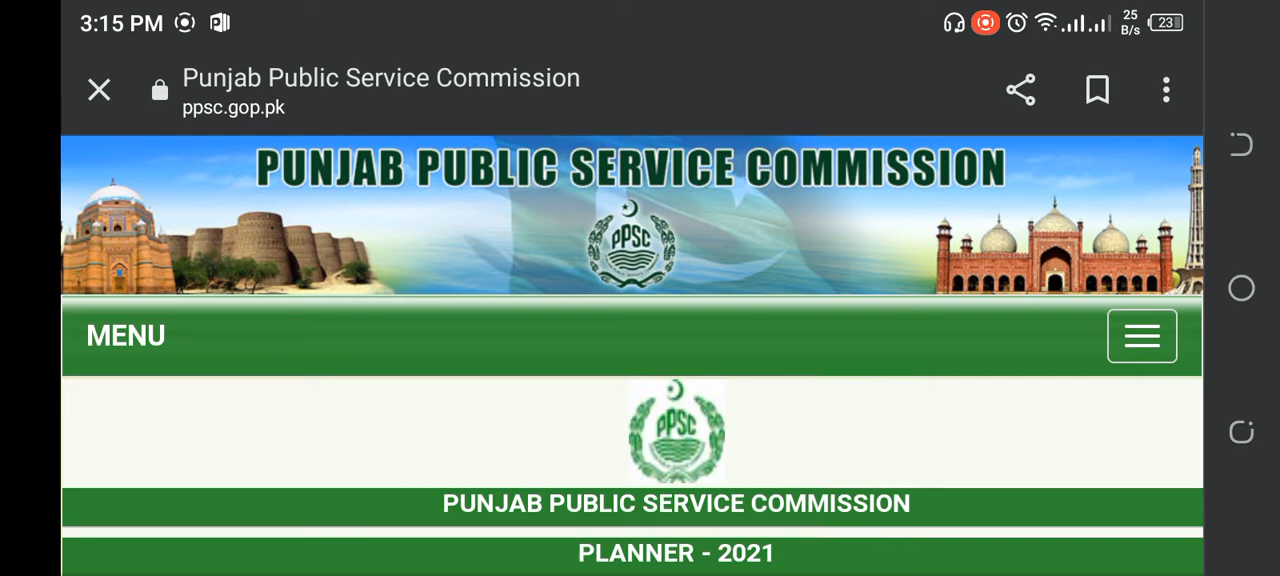 3:15 PM
25
B/s
23
Punjab Public Service Commission
ppsc.gop.pk
PUNJAB PUBLIC SERVICE COMMISSION
PPSC
MENU
PPSC
PUNJAB PUBLIC SERVICE COMMISSION
PLANNER - 2021